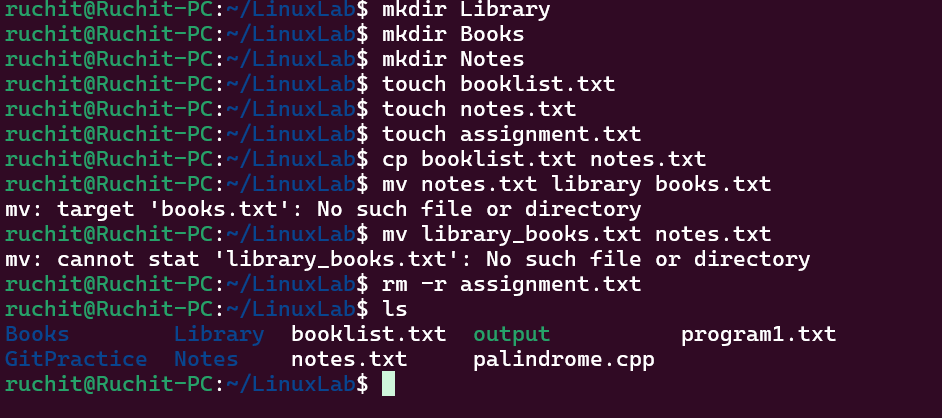 ruchit@Ruchit-PC:~/LinuxLab$ mkdir Library
ruchit@Ruchit-PC:~/LinuxLab$ mkdir Books
ruchit@Ruchit-PC:~/LinuxLab$ mkdir Notes
ruchit@Ruchit-PC:~/LinuxLab$ touch booklist.txt
ruchit@Ruchit-PC:~/LinuxLab$ touch notes.txt
ruchit@Ruchit-PC:~/LinuxLab$ touch assignment.txt
ruchit@Ruchit-PC:~/LinuxLab$ cp booklist.txt notes.txt
ruchit@Ruchit-PC:~/LinuxLab$ mv notes.txt library books.txt
mv: target 'books.txt': No such file or directory
ruchit@Ruchit-PC:~/LinuxLab$ mv library_books.txt notes.txt
mv: cannot stat 'library_books.txt': No such file or directory
ruchit@Ruchit-PC:~/LinuxLab$ rm -r assignment.txt
ruchit@Ruchit-PC:~/LinuxLab$ ls
Books        Library  booklist.txt  output          program1.txt
GitPractice  Notes    notes.txt     palindrome.cpp
ruchit@Ruchit-PC:~/LinuxLab$